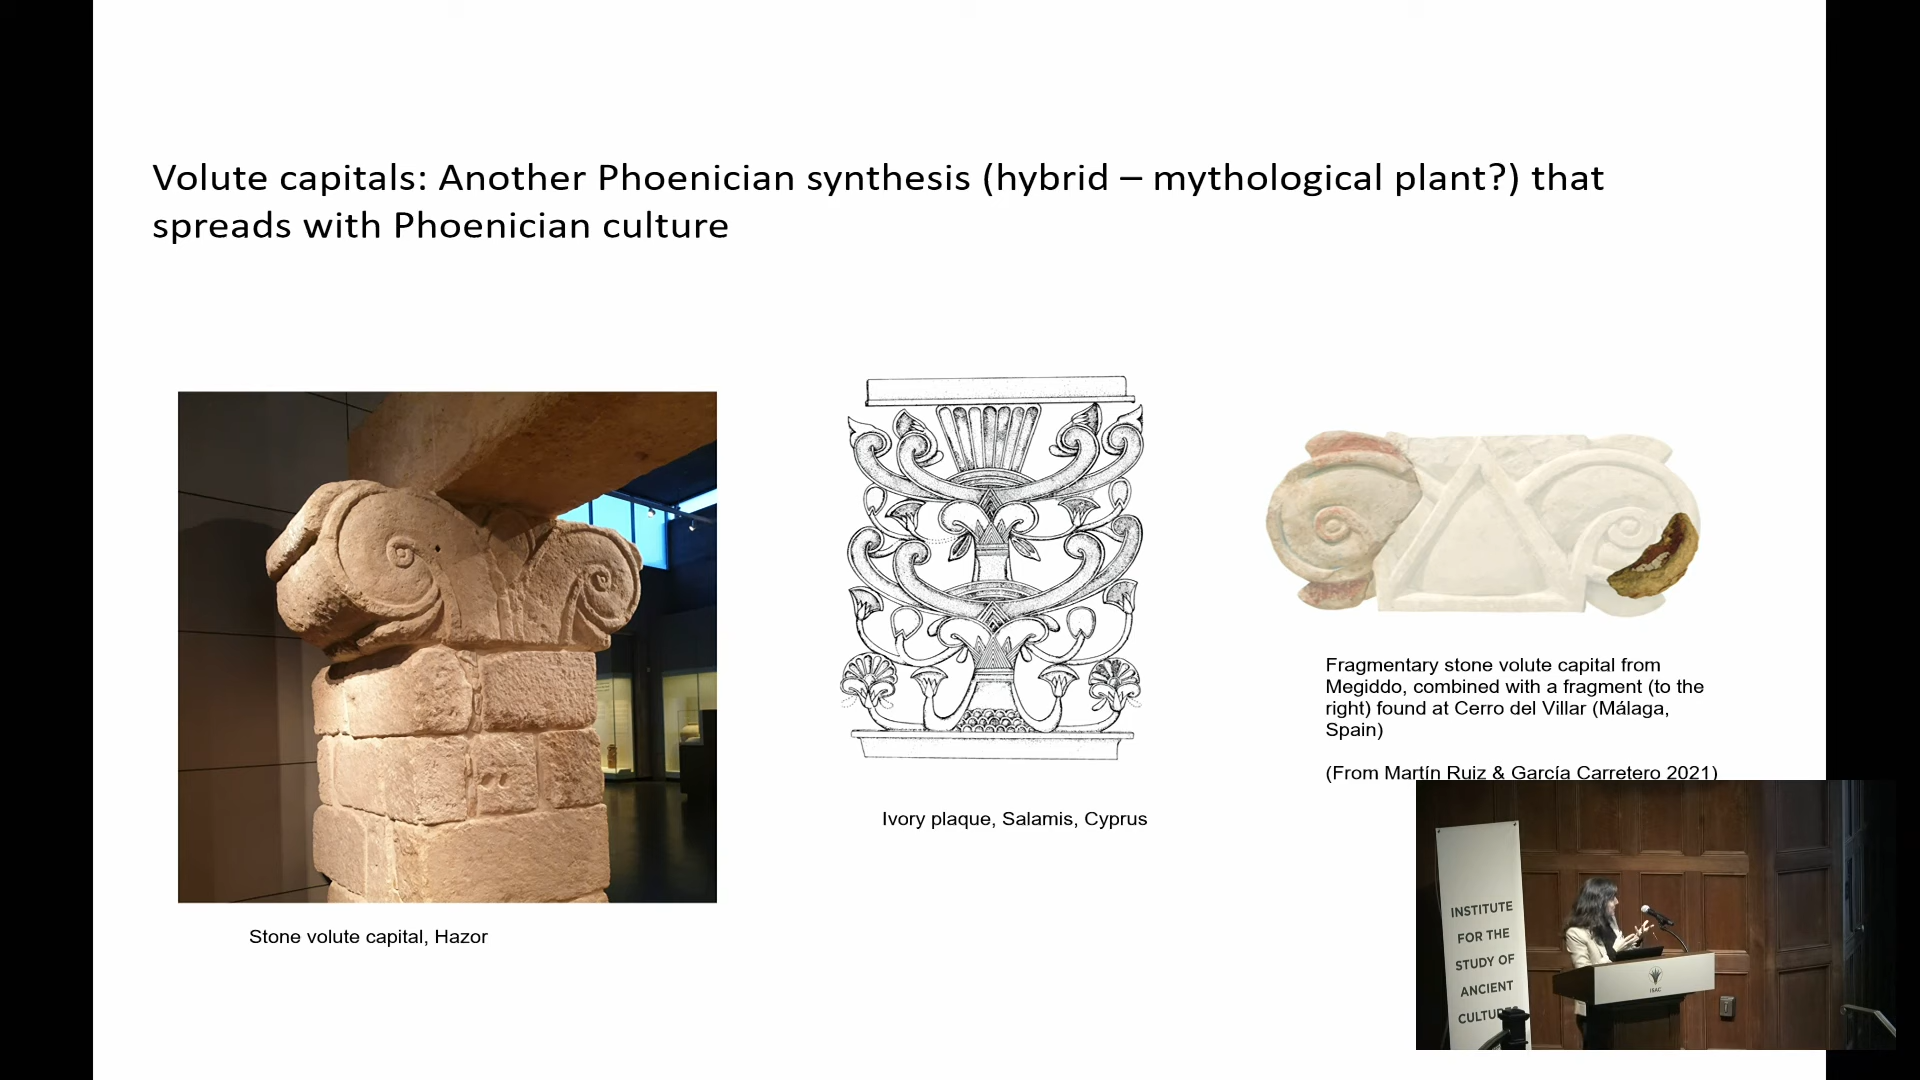 Volute capitals: Another Phoenician synthesis (hybrid – mythological plant?) that
spreads with Phoenician culture
Stone volute capital, Hazor
Ivory plaque, Salamis, Cyprus
Fragmentary stone volute capital from
Megiddo, combined with a fragment (to the
right) found at Cerro del Villar (Málaga,
Spain)
(From Martín Ruiz & García Carretero 2021)
INSTITUTE
FOR THE
STUDY OF
ANCIENT
CULTURES
ISAC